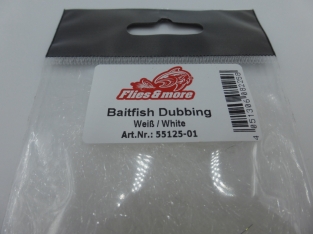 Flies & more
Baitfish Dubbing
Weiß / White
Art.Nr.: 55125-01